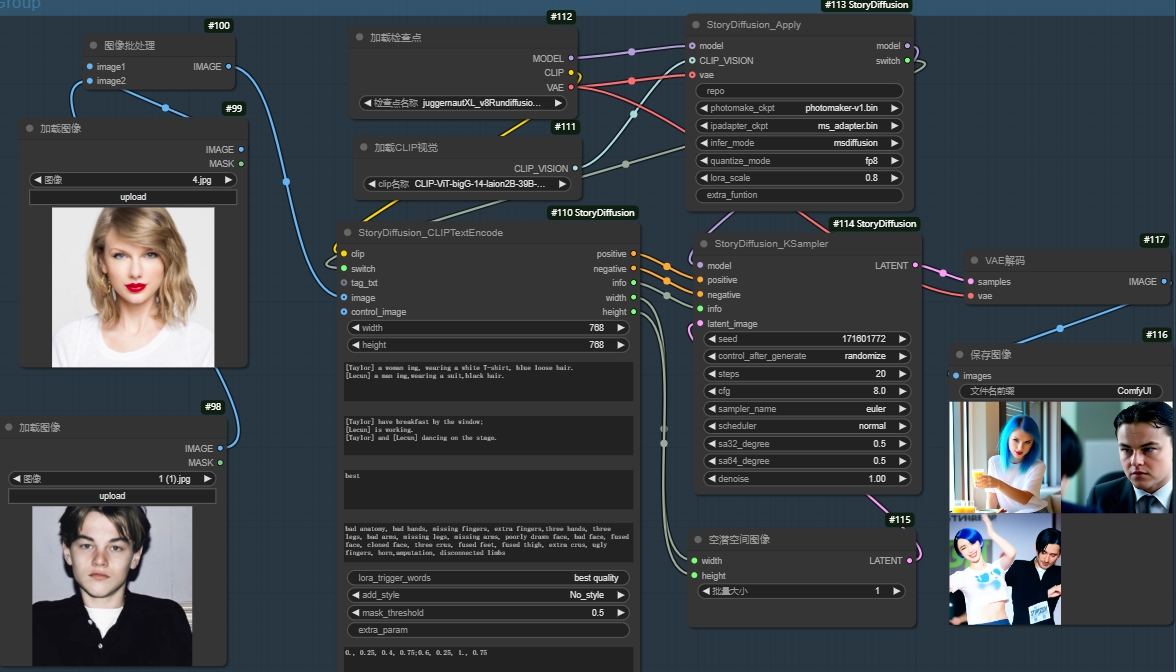 Group
#100
图像批处理
image1
IMAGE
image2
#99
加载图像
IMAGE
MASK
图像
4.jpg
upload
#98
加载图像
IMAGE
MASK
图像
1 (1).jpg
upload
#112
加载检查点
MODEL
CLIP
VAE
检查点名称
juggernautXL_v8Rundiffusio...
#111
加载CLIP视觉
CLIP_VISION
clip名称
CLIP-ViT-bigG-14-laion2B-39B-...
#110 StoryDiffusion
StoryDiffusion_CLIPTextEncode
clip
positive
switch
negative
tag_txt
info
image
width
control_image
height
width
768
height
768
[Taylor] a woman img, wearing a white T-shirt, blue loose hair.
[Lecun] a man img,wearing a suit,black hair.
[Taylor] have breakfast by the window;
[Lecun] is working.
[Taylor] and [Lecun] dancing on the stage.
best
bad anatomy, bad hands, missing fingers, extra fingers,three hands, three
legs, bad arms, missing legs, missing arms, poorly drawn face, bad face, fused
face, closed face, three crus, fused feet, fused thigh, extra crus, ugly
fingers, horn,amputation, disconnected limbs
lora_trigger_words
best quality
add_style
No_style
mask_threshold
0.5
extra_param
0., 0.25, 0.4, 0.75;0.6, 0.25, 1., 0.75
#113 StoryDiffusion
StoryDiffusion_Apply
model
model
CLIP_VISION
switch
vae
repo
photomake_ckpt
photomaker-v1.bin
ipadapter_ckpt
ms_adapter.bin
infer_mode
msdiffusion
quantize_mode
fp8
lora_scale
0.8
extra_funtion
#114 StoryDiffusion
StoryDiffusion_KSampler
model
LATENT
positive
negative
info
latent_image
seed
171601772
control_after_generate
randomize
steps
20
cfg
8.0
sampler_name
euler
scheduler
normal
sa32_degree
0.5
sa64_degree
0.5
denoise
1.00
#115
空潜空间图像
width
LATENT
height
批量大小
1
#117
VAE解码
samples
IMAGE
vae
#116
保存图像
images
文件名前缀
ComfyUI